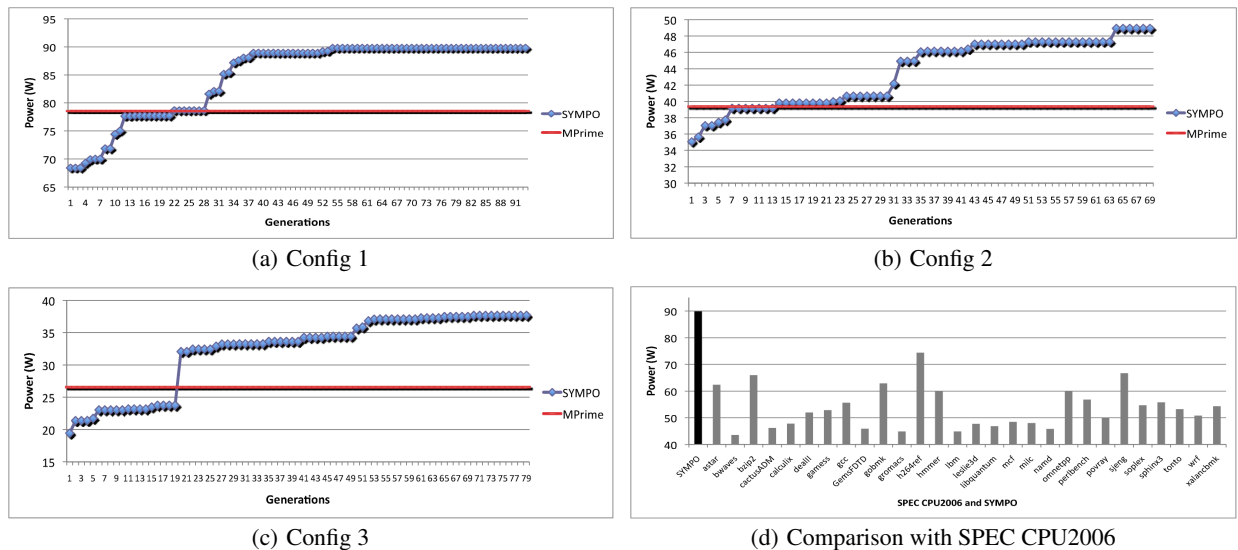 95
90
85
80
75
70
65
Power (W)
1 4 7 10 13 16 19 22 25 28 31 34 37 40 43 46 49 52 55 58 61 64 67 70 73 76 79 82 85 88 91
Generations
SYMPO
MPrime
(a) Config 1
50
48
46
44
42
40
38
36
34
32
30
Power (W)
1 3 5 7 9 11 13 15 17 19 21 23 25 27 29 31 33 35 37 39 41 43 45 47 49 51 53 55 57 59 61 63 65 67 69
Generations
SYMPO
MPrime
(b) Config 2
40
35
30
25
20
15
Power (W)
1 3 5 7 9 11 13 15 17 19 21 23 25 27 29 31 33 35 37 39 41 43 45 47 49 51 53 55 57 59 61 63 65 67 69 71 73 75 77 79
Generations
SYMPO
MPrime
(c) Config 3
90
80
70
60
50
40
Power (W)
SYMPO
astar
bwaves
bzip2
cactusADM
calculix
dealII
gamess
gcc
GemsFDTD
gobmk
gromacs
h264ref
hmmer
lbm
leslie3d
libquantum
mcf
milc
namd
omnetpp
perlbench
povray
sjeng
soplex
sphinx3
tonto
wrf
xalancbmk
SPEC CPU2006 and SYMPO
(d) Comparison with SPEC CPU2006